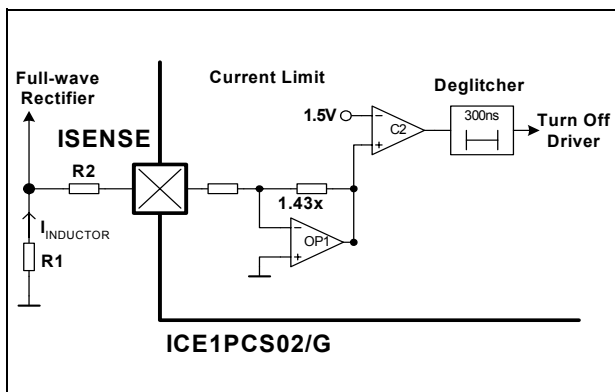 Full-wave
Rectifier
Current Limit
Deglitcher
300ns
Turn Off
Driver
1.5V
C2
ISENSE
R2
1.43x
OP1
IINDUCTOR
R1
ICE1PCS02/G